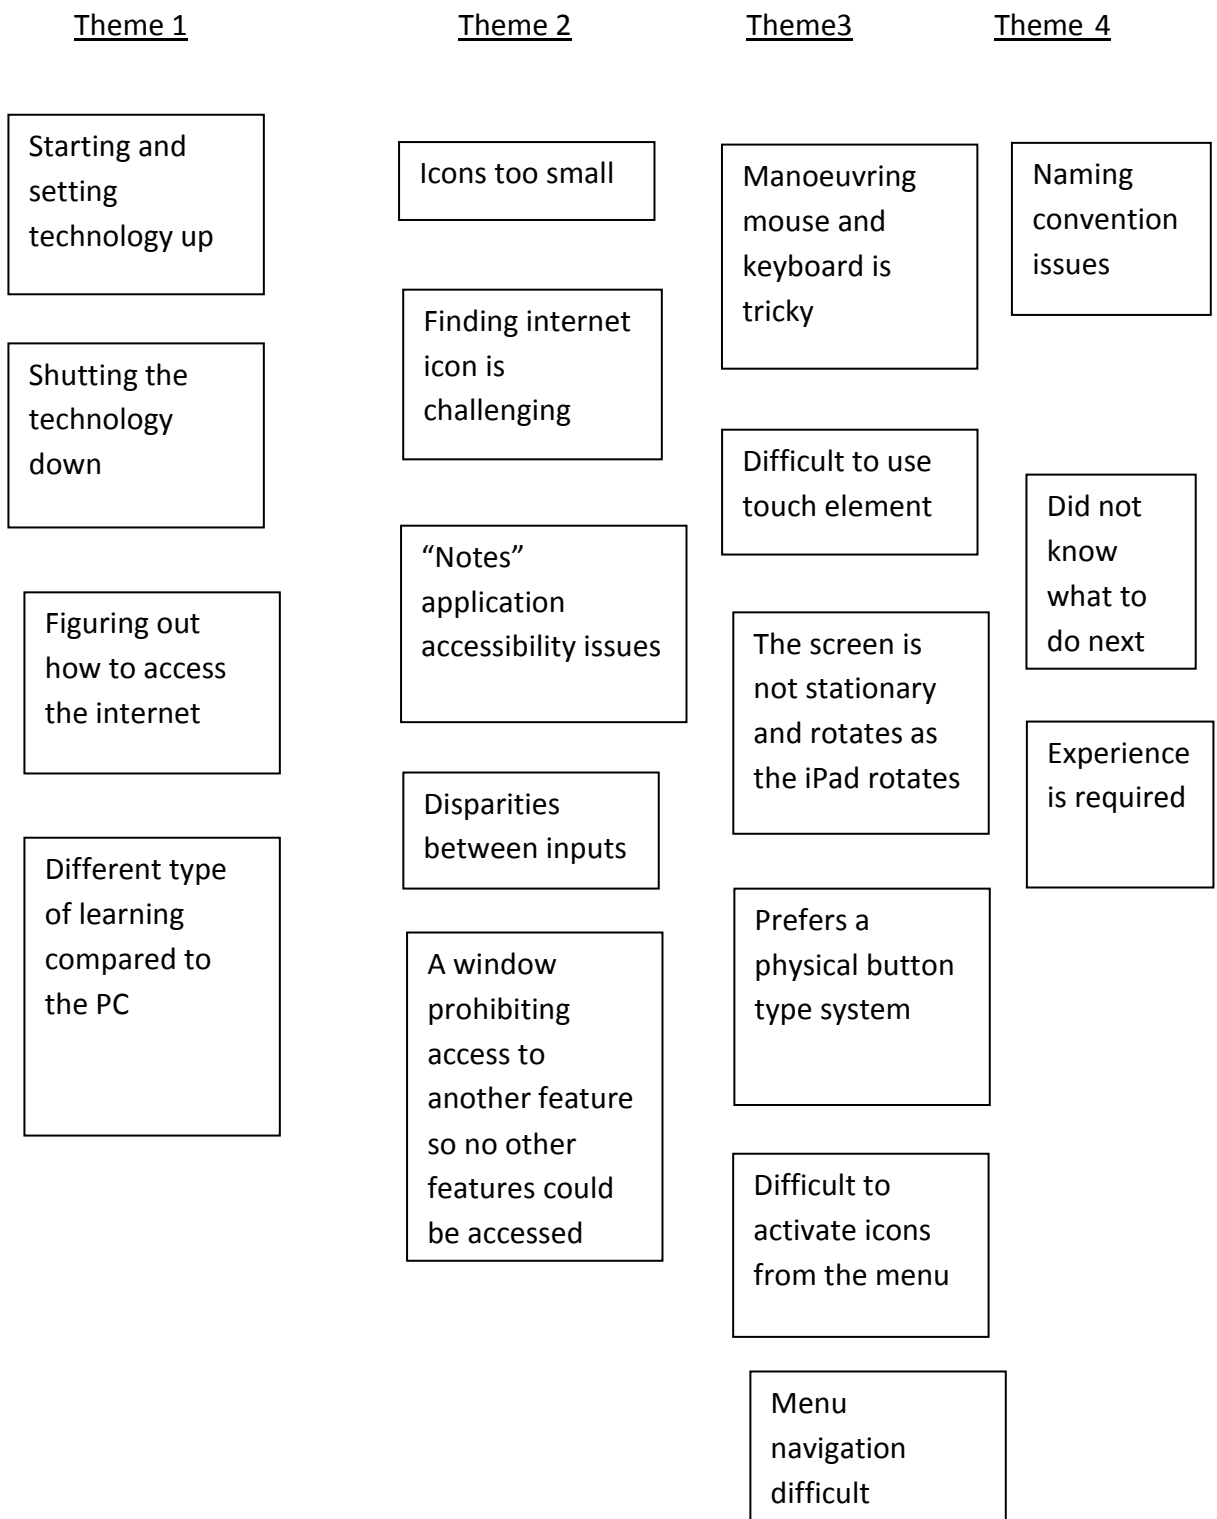 Theme 1
Theme 2
Theme3
Theme 4
Starting and
setting
technology up
Shutting the
technology
down
Figuring out
how to access
the internet
Different type
of learning
compared to
the PC
Icons too small
Finding internet
icon is
challenging
“Notes”
application
accessibility issues
Disparities
between inputs
A window
prohibiting
access to
another feature
so no other
features could
be accessed
Manoeuvring
mouse and
keyboard is
tricky
Difficult to use
touch element
The screen is
not stationary
and rotates as
the iPad rotates
Prefers a
physical button
type system
Difficult to
activate icons
from the menu
Menu
navigation
difficult
Naming
convention
issues
Did not
know
what to
do next
Experience
is required